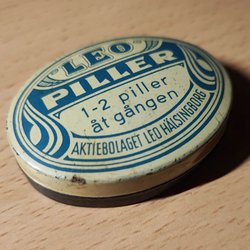 LEO
PILLER
1-2 piller
åt gången
AKTIEBOLAGET LEO HÄLSINGBORG